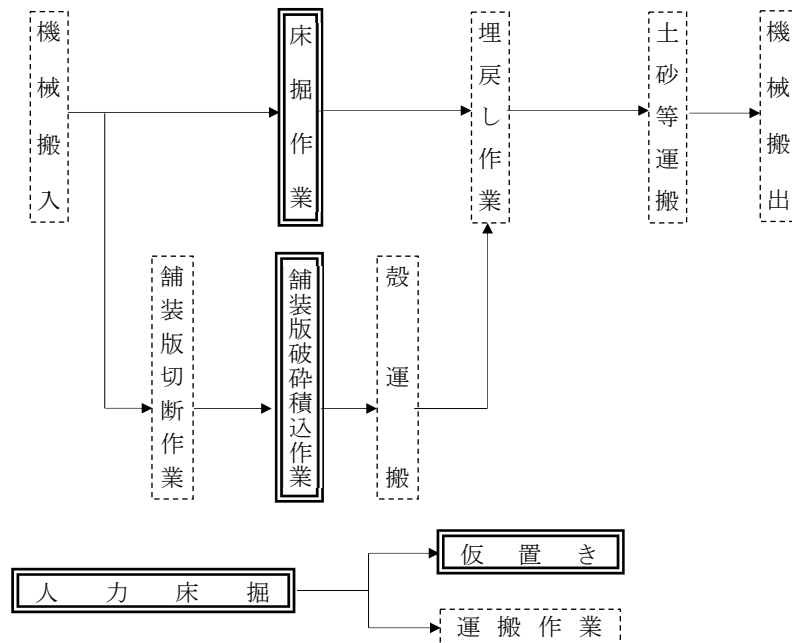 機械搬入
床掘作業
埋戻し作業
土砂等運搬
機械搬出
舗装版切断作業
舗装版破砕積込作業
殻運搬
人力床掘
仮置き
運搬作業